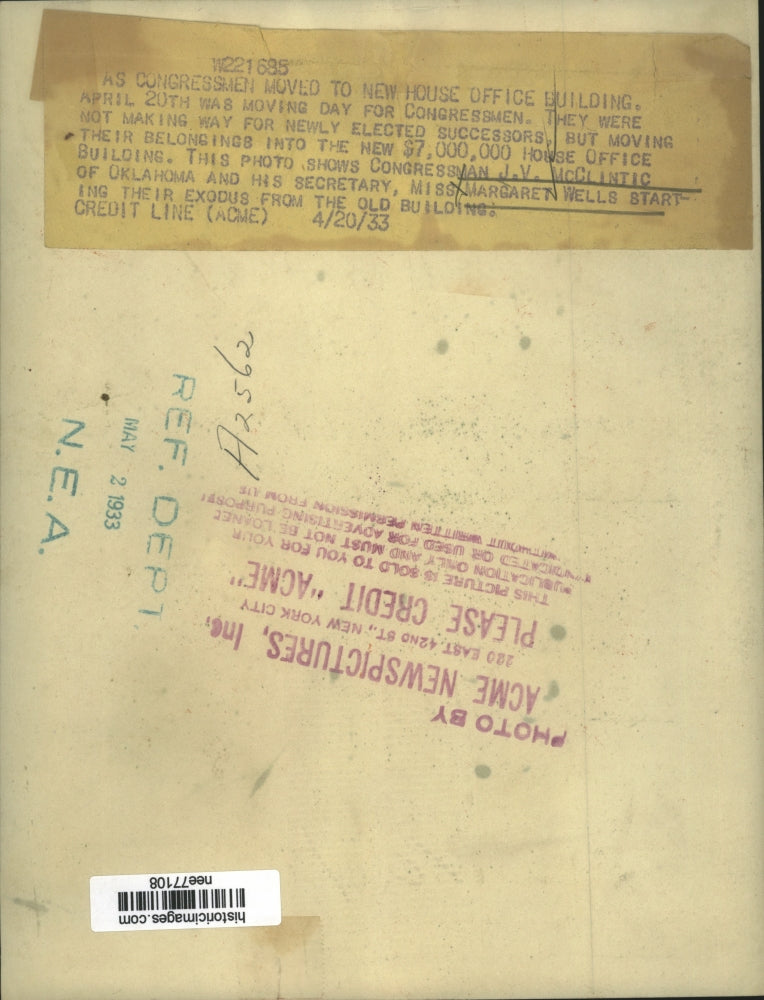 W221685
AS CONGRESSMEN MOVED TO NEW HOUSE OFFICE BUILDING.
APRIL 20TH WAS MOVING DAY FOR CONGRESSMEN. THEY WERE
NOT MAKING WAY FOR NEWLY ELECTED SUCCESSORS, BUT MOVING
THEIR BELONGINGS INTO THE NEW $7,000,000 HOUSE OFFICE
BUILDING. THIS PHOTO SHOWS CONGRESSMAN J.V. McCLINTIC
OF OKLAHOMA AND HIS SECRETARY, MISS MARGARET WELLS START-
ING THEIR EXODUS FROM THE OLD BUILDING.
CREDIT LINE (ACME) 4/20/33
A2562
REF. DEPT.
MAY 2 1933
N.E.A.
PHOTO BY
ACME NEWSPICTURES, Inc.
220 EAST 42ND ST., NEW YORK CITY
PLEASE CREDIT "ACME"
THIS PICTURE IS SOLD TO YOU FOR YOUR
PUBLICATION ONLY AND MUST NOT BE LOANED
SYNDICATED OR USED FOR ADVERTISING PURPOSE
WITHOUT WRITTEN PERMISSION FROM US
historicimages.com
nee77108